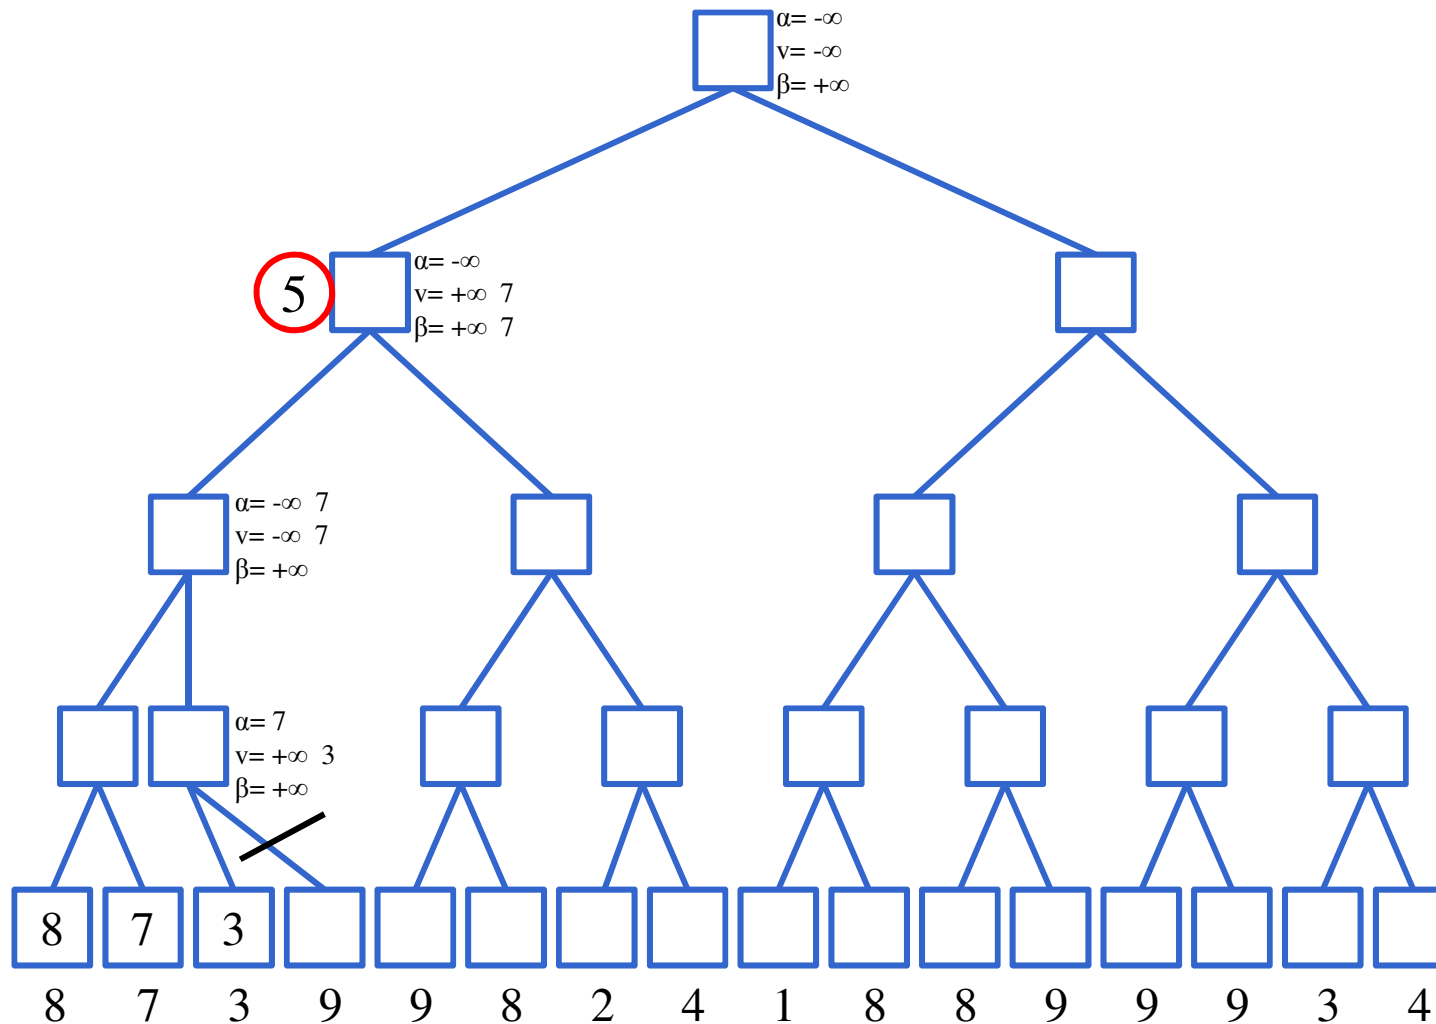 α= -∞
v= -∞
β= +∞
5
α= -∞
v= +∞ 7
β= +∞ 7
α= -∞ 7
v= -∞ 7
β= +∞
α= 7
v= +∞ 3
β= +∞
8 7 3
8 7 3 9 9 8 2 4 1 8 8 9 9 9 3 4